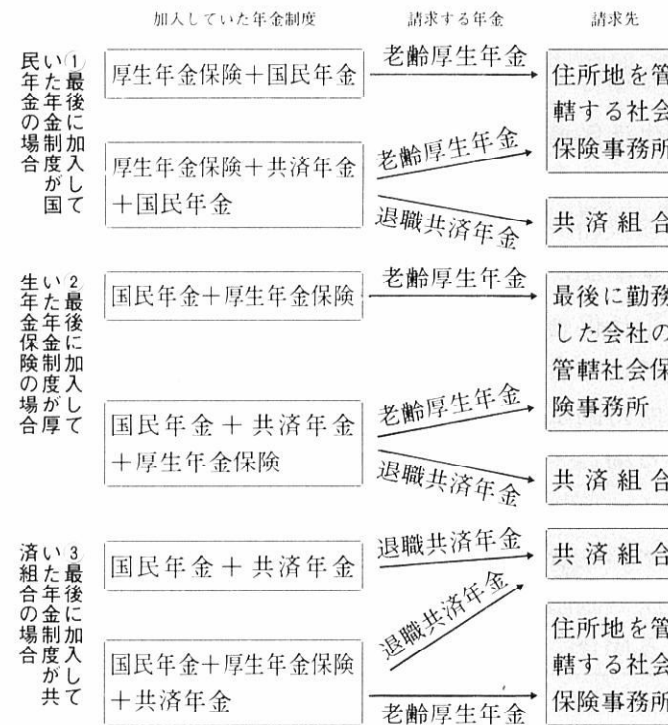 加入していた年金制度
請求する年金
請求先
①最後に加入して
いた年金制度が国
民年金の場合
厚生年金保険＋国民年金
老齢厚生年金
住所地を管
轄する社会
保険事務所
厚生年金保険＋共済年金
＋国民年金
老齢厚生年金
退職共済年金
共済組合
②最後に加入して
いた年金制度が厚
生年金保険の場合
国民年金＋厚生年金保険
老齢厚生年金
最後に勤務
した会社の
管轄社会保
険事務所
国民年金＋共済年金
＋厚生年金保険
老齢厚生年金
退職共済年金
共済組合
③最後に加入して
いた年金制度が共
済組合の場合
国民年金＋共済年金
退職共済年金
共済組合
国民年金＋厚生年金保険
＋共済年金
退職共済年金
老齢厚生年金
住所地を管
轄する社会
保険事務所